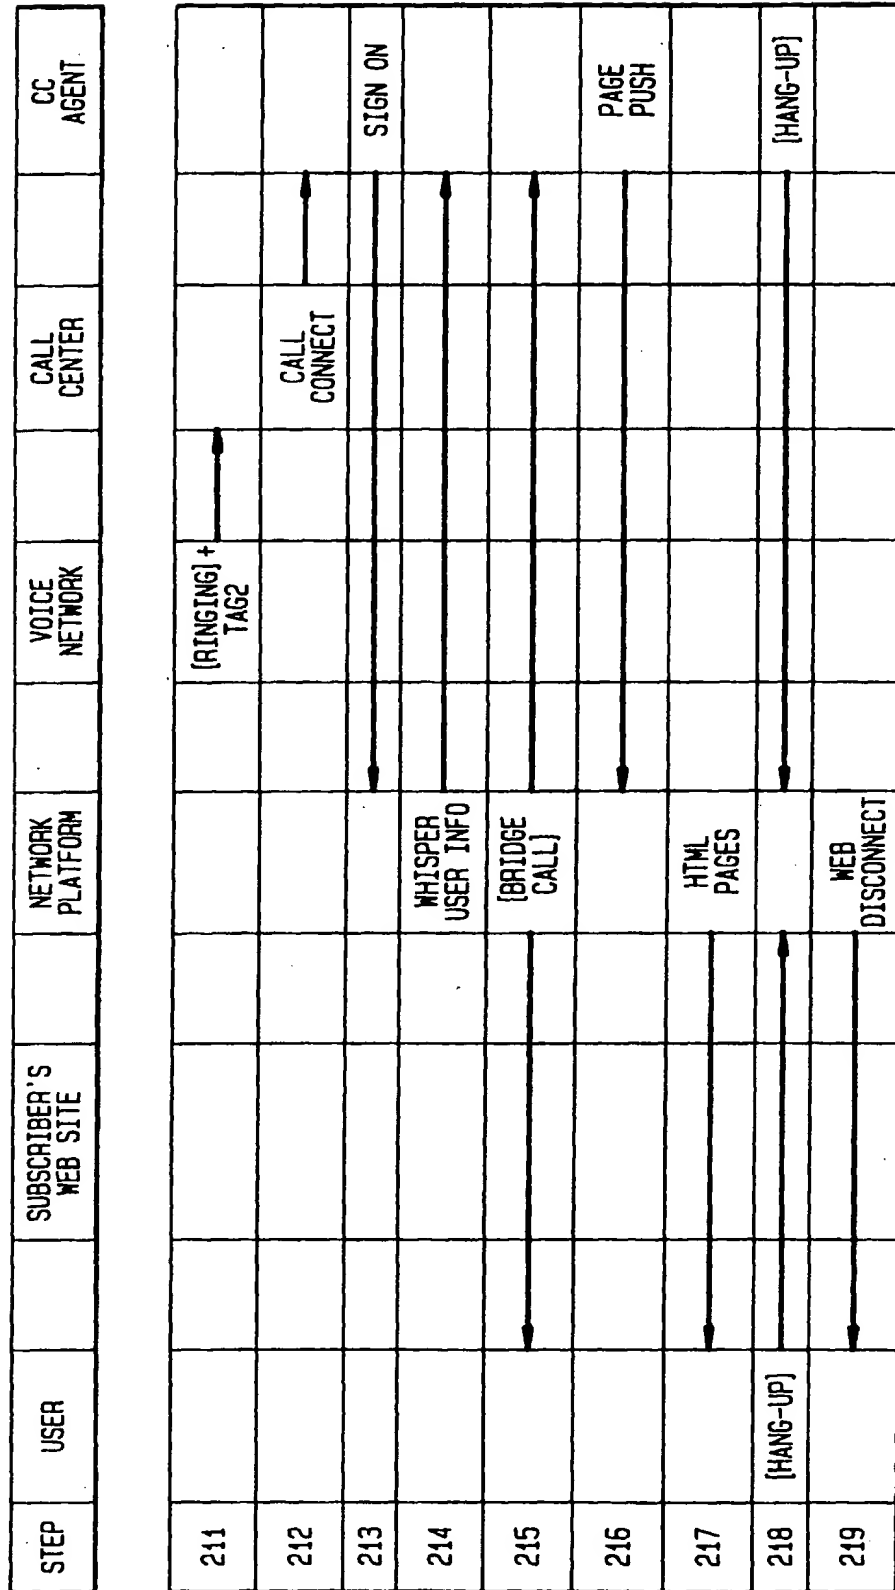 STEP
USER
SUBSCRIBER'S
WEB SITE
NETWORK
PLATFORM
VOICE
NETWORK
CALL
CENTER
CC
AGENT
211
[RINGING]+
TAG2
212
CALL
CONNECT
213
SIGN ON
214
WHISPER
USER INFO
215
[BRIDGE
CALL]
216
PAGE
PUSH
217
HTML
PAGES
218
[HANG-UP]
[HANG-UP]
219
WEB
DISCONNECT